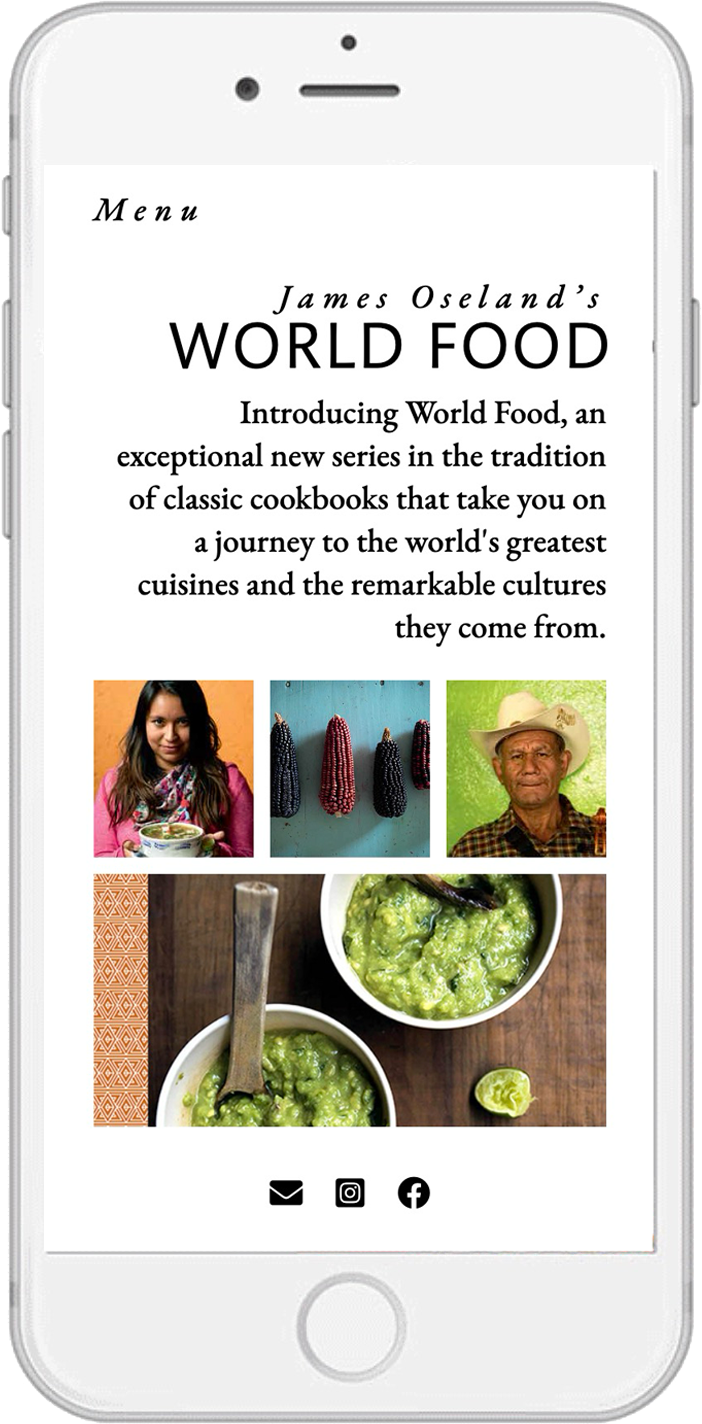 Menu
James Oseland’s
WORLD FOOD
Introducing World Food, an
exceptional new series in the tradition
of classic cookbooks that take you on
a journey to the world's greatest
cuisines and the remarkable cultures
they come from.